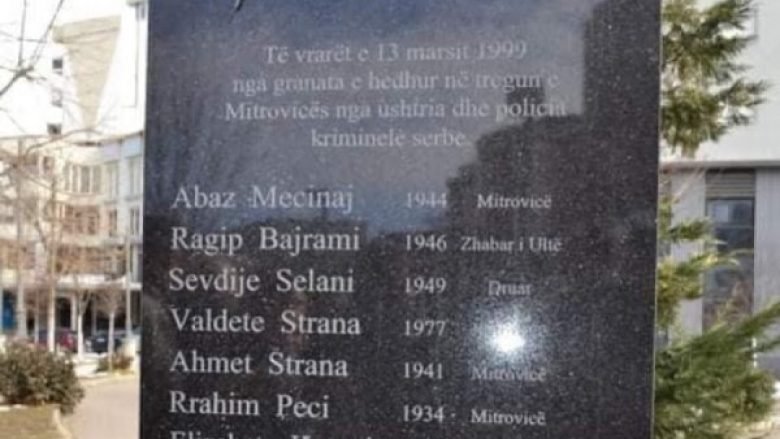 Të vrarët e 13 marsit 1999
nga granata e hedhur në tregun e
Mitrovicës nga ushtria dhe policia
kriminele serbe.
Abaz Mecinaj 1944 Mitrovicë
Ragip Bajrami 1946 Zhabar i Ultë
Sevdije Selani 1949 Druar
Valdete Strana 1977
Ahmet Strana 1941 Mitrovicë
Rrahim Peci 1934 Mitrovicë